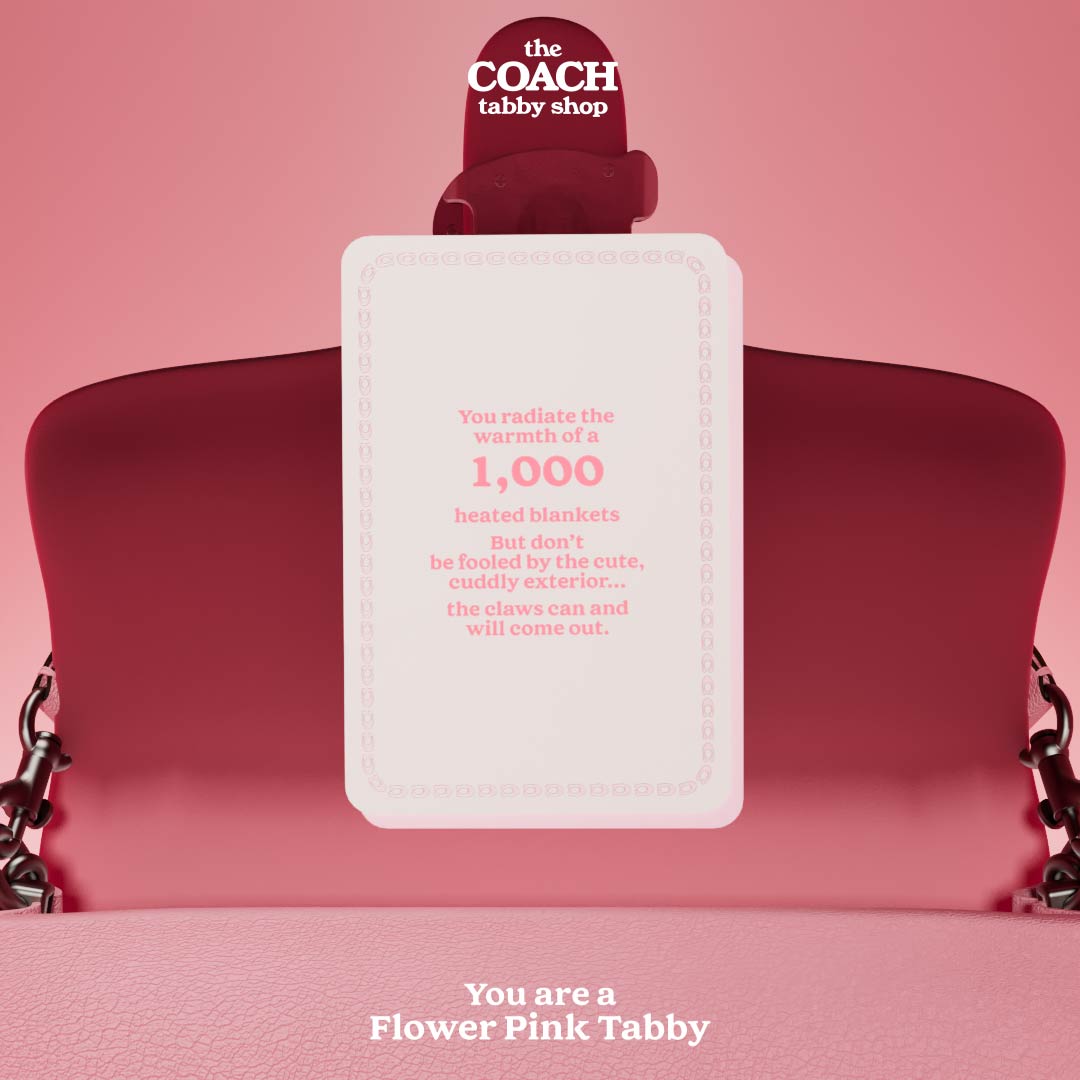 the
COACH
tabby shop
You radiate the
warmth of a
1,000
heated blankets
But don’t
be fooled by the cute,
cuddly exterior...
the claws can and
will come out.
You are a
Flower Pink Tabby